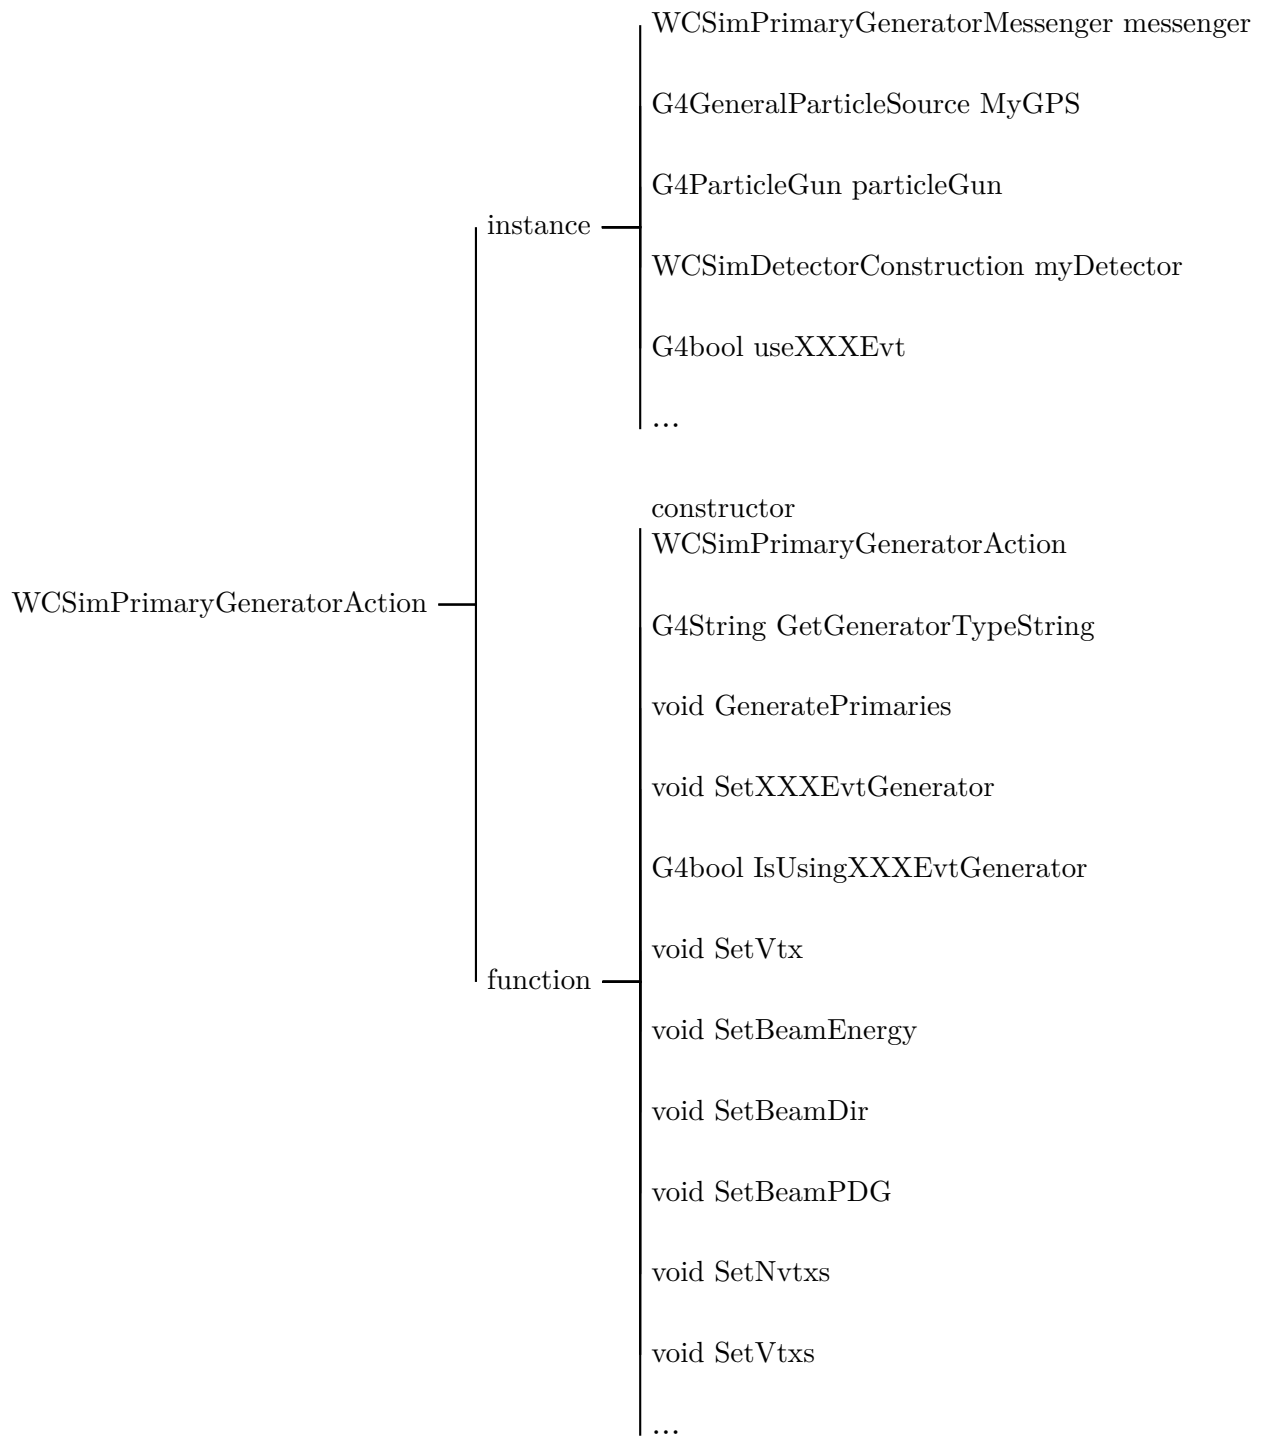 WCSimPrimaryGeneratorMessenger messenger
G4GeneralParticleSource MyGPS
G4ParticleGun particleGun
instance
WCSimDetectorConstruction myDetector
G4bool useXXXEvt
...
constructor
WCSimPrimaryGeneratorAction
WCSimPrimaryGeneratorAction
G4String GetGeneratorTypeString
void GeneratePrimaries
void SetXXXEvtGenerator
G4bool IsUsingXXXEvtGenerator
void SetVtx
function
void SetBeamEnergy
void SetBeamDir
void SetBeamPDG
void SetNvtxs
void SetVtxs
...